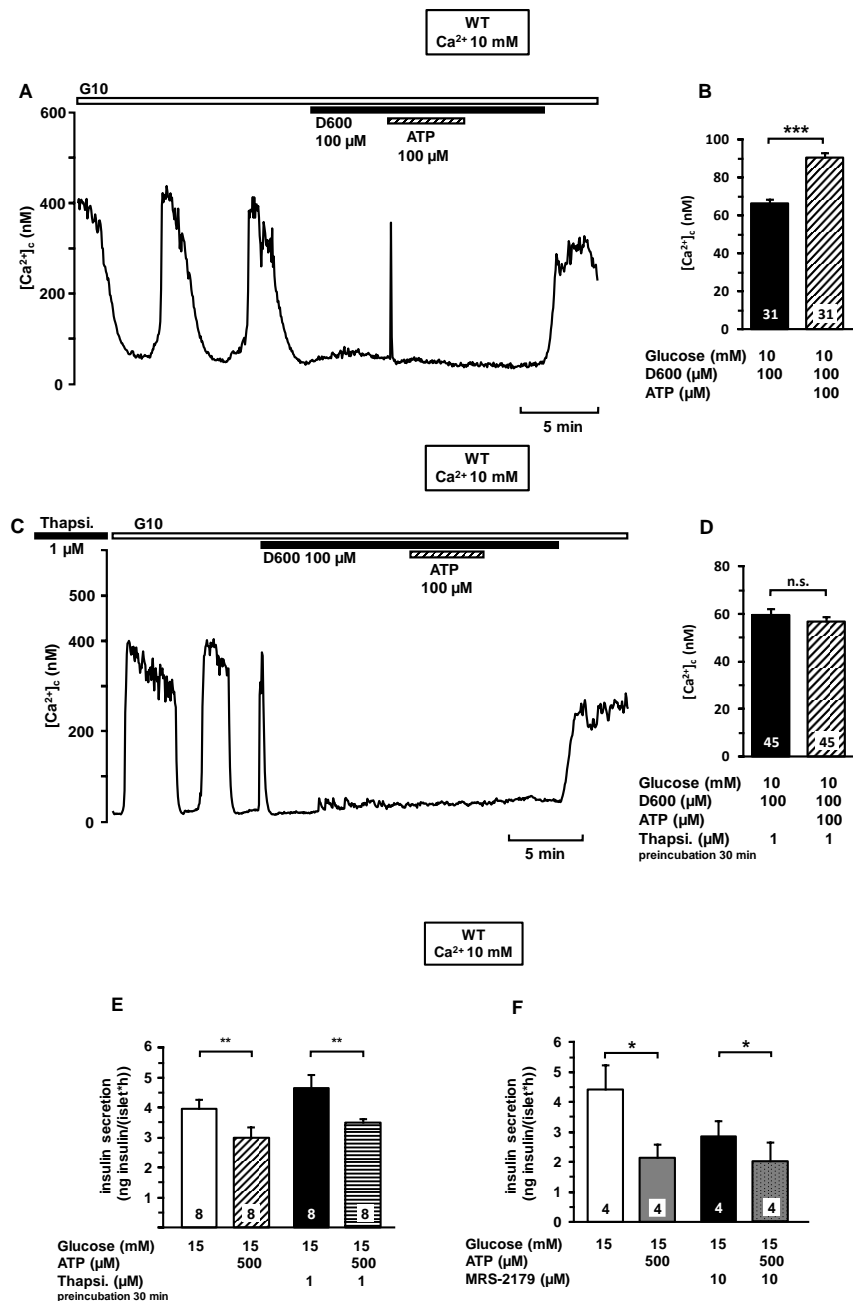 WT
Ca²⁺ 10 mM
A
G10
600
400
200
0
[Ca²⁺]c (nM)
D600
100 µM
ATP
100 µM
5 min
B
***
100
90
80
70
60
50
40
30
20
10
0
[Ca²⁺]c (nM)
31 31
Glucose (mM) 10 10
D600 (µM) 100 100
ATP (µM) 100
WT
Ca²⁺ 10 mM
C
Thapsi.
1 µM
G10
500
400
200
0
[Ca²⁺]c (nM)
D600 100 µM
ATP
100 µM
5 min
D
n.s.
80
60
40
20
0
[Ca²⁺]c (nM)
45 45
Glucose (mM) 10 10
D600 (µM) 100 100
ATP (µM) 100
Thapsi. (µM) 1 1
preincubation 30 min
WT
Ca²⁺ 10 mM
E
** **
6
5
4
3
2
1
insulin secretion
(ng insulin/(islet*h)
8 8 8 8
Glucose (mM) 15 15 15 15
ATP (µM) 500 500
Thapsi. (µM) 1 1
preincubation 30 min
F
* *
6
5
4
3
2
1
0
insulin secretion
(ng insulin/(islet*h)
4 4 4 4
Glucose (mM) 15 15 15 15
ATP (µM) 500 500
MRS-2179 (µM) 10 10